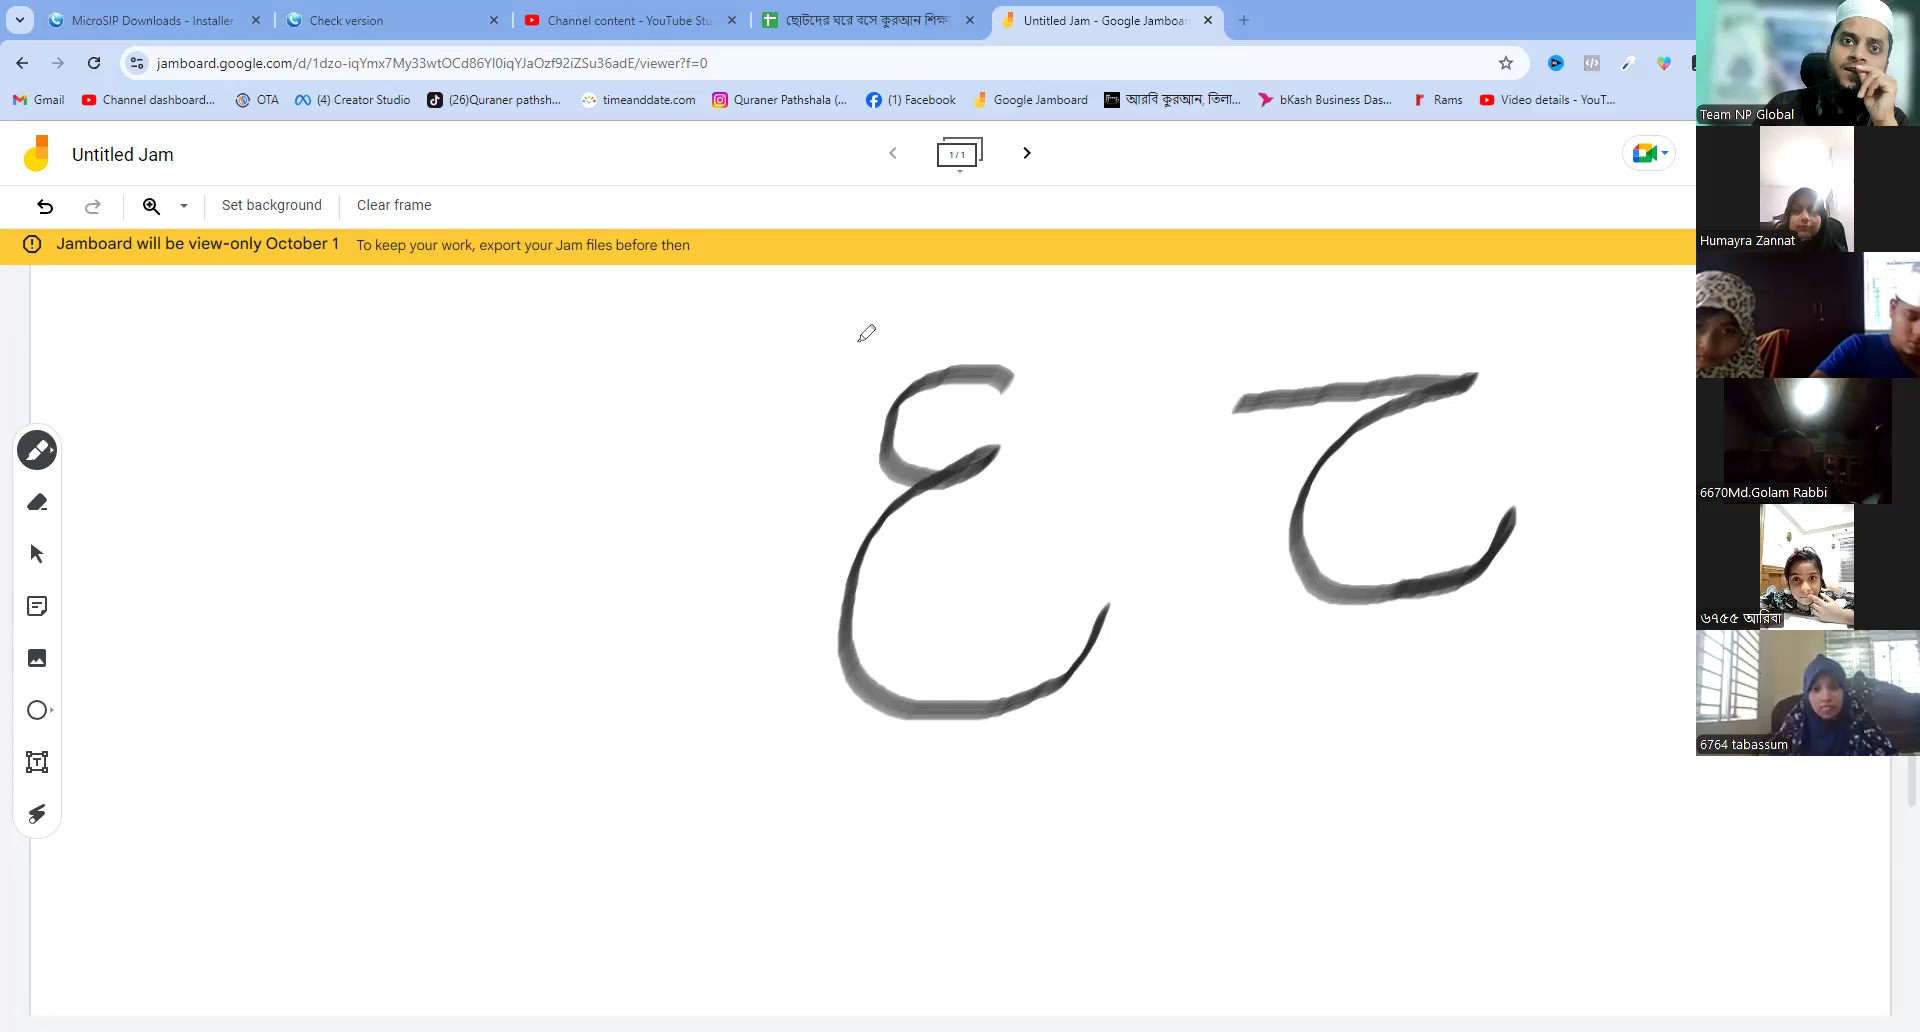 MicroSIP Downloads - Installer
Check version
Channel content - YouTube Stu
ছোটদের ঘরে বসে কুরআন শিক্ষ
Untitled Jam - Google Jamboar
jamboard.google.com/d/1dzo-iqYmx7My33wtOCd86Yl0iqYJaOzf92iZSu36adE/viewer?f=0
Gmail
Channel dashboard...
OTA
(4) Creator Studio
(26)Quraner pathsh...
timeanddate.com
Quraner Pathshala (...
(1) Facebook
Google Jamboard
আরবি কুরআন, তিলা...
bKash Business Das...
Rams
Video details - YouT...
Untitled Jam
1/1
Set background
Clear frame
Jamboard will be view-only October 1 To keep your work, export your Jam files before then
ح ع
Team NP Global
Humayra Zannat
6670Md.Golam Rabbi
৬৭৫৫ আরিবা
6764 tabassum